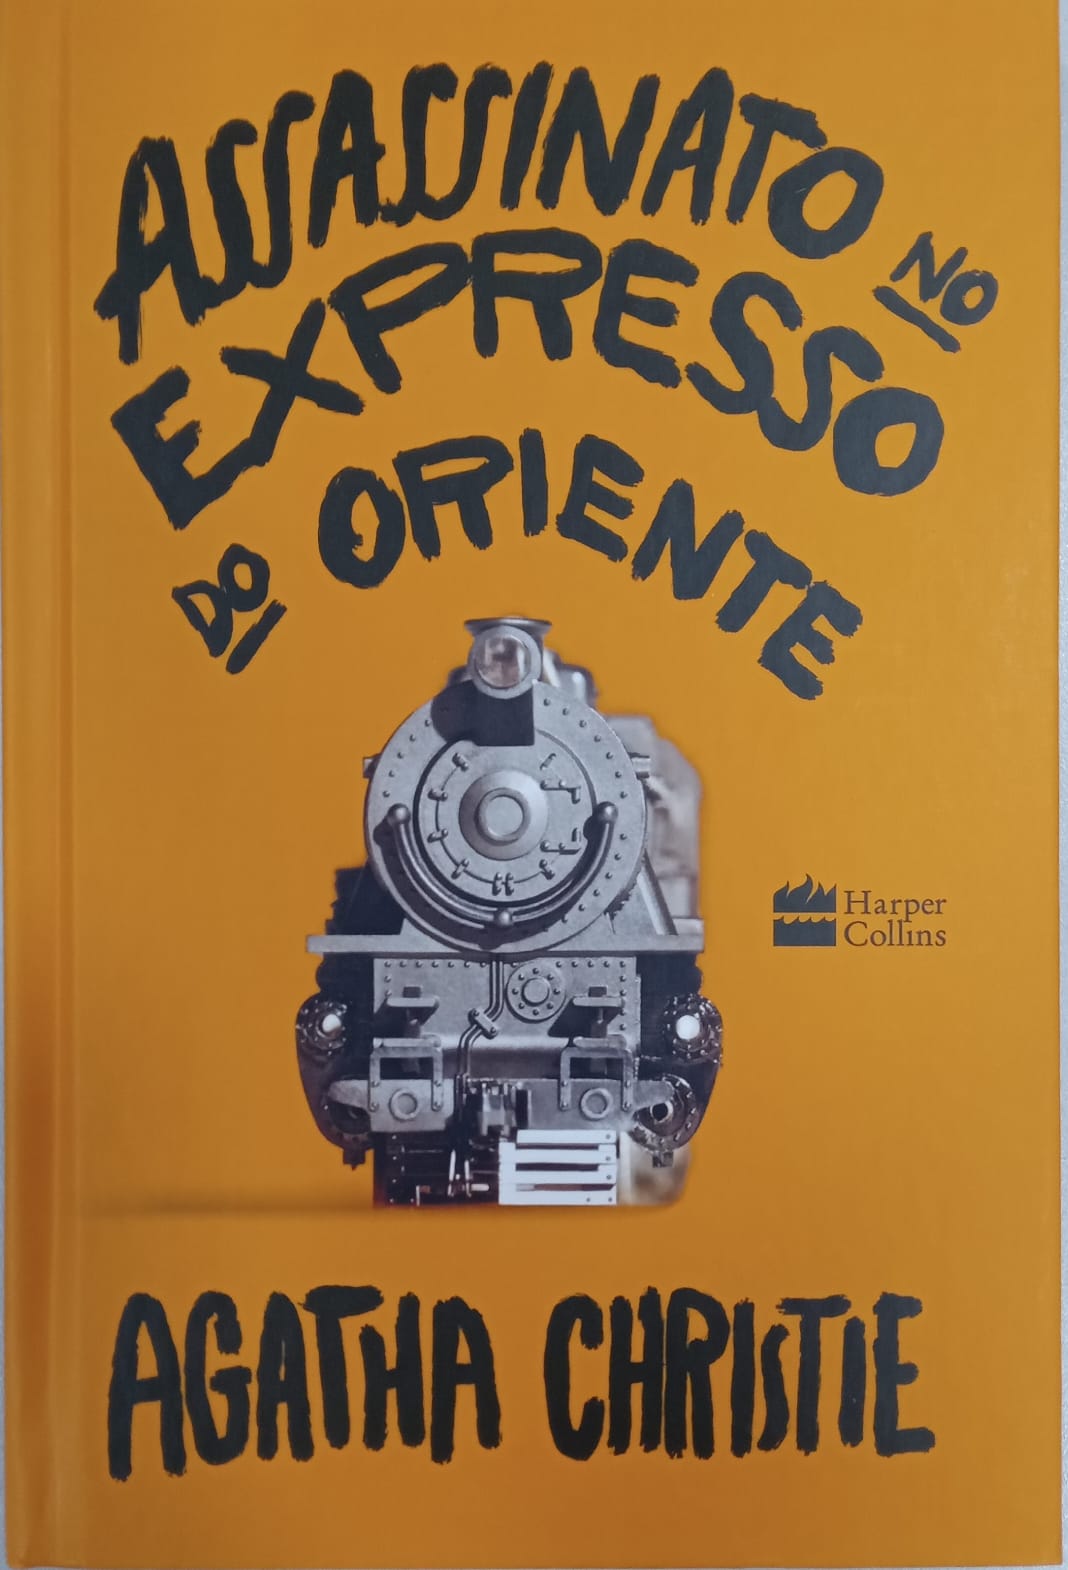 ASSASSINATO NO
EXPRESSO
DO ORIENTE
Harper
Collins
AGATHA CHRISTIE